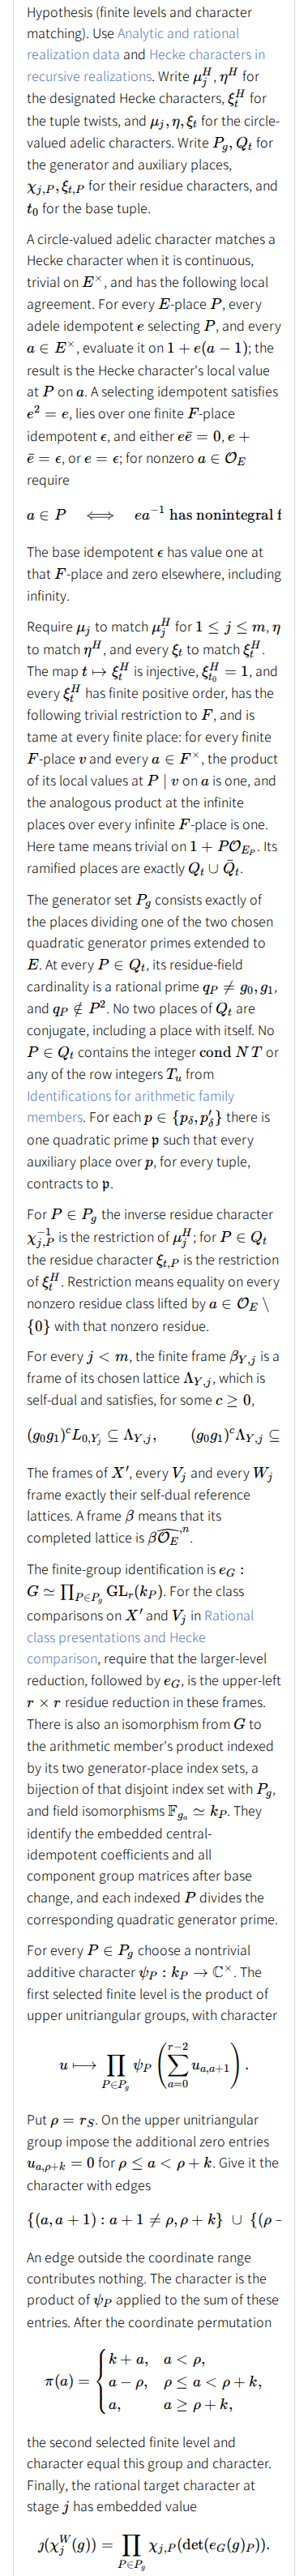 Hypothesis (finite levels and character
matching). Use Analytic and rational
realization data and Hecke characters in
recursive realizations. Write μ_j^H, η^H for
the designated Hecke characters, ξ_t^H for
the tuple twists, and μ_j, η, ξ_t for the circle-
valued adelic characters. Write P_g, Q_t for
the generator and auxiliary places,
χ_{j,P}, ξ_{t,P} for their residue characters, and
t_0 for the base tuple.
A circle-valued adelic character matches a
Hecke character when it is continuous,
trivial on E^×, and has the following local
agreement. For every E-place P, every
adele idempotent e selecting P, and every
a ∈ E^×, evaluate it on 1 + e(a − 1); the
result is the Hecke character's local value
at P on a. A selecting idempotent satisfies
e^2 = e, lies over one finite F-place
idempotent ϵ, and either eē = 0, e +
ē = ϵ, or e = ϵ; for nonzero a ∈ O_E
require
a ∈ P ⟺ ea^{−1} has nonintegral f
The base idempotent ϵ has value one at
that F-place and zero elsewhere, including
infinity.
Require μ_j to match μ_j^H for 1 ≤ j ≤ m, η
to match η^H, and every ξ_t to match ξ_t^H.
The map t ↦ ξ_t^H is injective, ξ_{t_0}^H = 1, and
every ξ_t^H has finite positive order, has the
following trivial restriction to F, and is
tame at every finite place: for every finite
F-place v and every a ∈ F^×, the product
of its local values at P | v on a is one, and
the analogous product at the infinite
places over every infinite F-place is one.
Here tame means trivial on 1 + PO_{E_P}. Its
ramified places are exactly Q_t ∪ Q̄_t.
The generator set P_g consists exactly of
the places dividing one of the two chosen
quadratic generator primes extended to
E. At every P ∈ Q_t, its residue-field
cardinality is a rational prime q_P ≠ g_0, g_1,
and q_P ∉ P^2. No two places of Q_t are
conjugate, including a place with itself. No
P ∈ Q_t contains the integer cond N T or
any of the row integers T_u from
Identifications for arithmetic family
members. For each p ∈ {p_δ, p′_δ} there is
one quadratic prime 𝔭 such that every
auxiliary place over p, for every tuple,
contracts to 𝔭.
For P ∈ P_g the inverse residue character
χ_{j,P}^{−1} is the restriction of μ_j^H; for P ∈ Q_t
the residue character ξ_{t,P} is the restriction
of ξ_t^H. Restriction means equality on every
nonzero residue class lifted by a ∈ O_E \
{0} with that nonzero residue.
For every j < m, the finite frame β_{Y,j} is a
frame of its chosen lattice Λ_{Y,j}, which is
self-dual and satisfies, for some c ≥ 0,
(g_0g_1)^c L_{0,Y_j} ⊆ Λ_{Y,j}, (g_0g_1)^c Λ_{Y,j} ⊆
The frames of X′, every V_j and every W_j
frame exactly their self-dual reference
lattices. A frame β means that its
completed lattice is βÔ_E^n.
The finite-group identification is e_G :
G ≃ ∏_{P∈P_g} GL_r(k_P). For the class
comparisons on X′ and V_j in Rational
class presentations and Hecke
comparison, require that the larger-level
reduction, followed by e_G, is the upper-left
r × r residue reduction in these frames.
There is also an isomorphism from G to
the arithmetic member's product indexed
by its two generator-place index sets, a
bijection of that disjoint index set with P_g,
and field isomorphisms 𝔽_{g_a} ≃ k_P. They
identify the embedded central-
idempotent coefficients and all
component group matrices after base
change, and each indexed P divides the
corresponding quadratic generator prime.
For every P ∈ P_g choose a nontrivial
additive character ψ_P : k_P → ℂ^×. The
first selected finite level is the product of
upper unitriangular groups, with character
u ⟼ ∏_{P∈P_g} ψ_P (∑_{a=0}^{r−2} u_{a,a+1}).
Put ρ = r_S. On the upper unitriangular
group impose the additional zero entries
u_{a,ρ+k} = 0 for ρ ≤ a < ρ + k. Give it the
character with edges
{(a, a + 1) : a + 1 ≠ ρ, ρ + k} ∪ {(ρ −
An edge outside the coordinate range
contributes nothing. The character is the
product of ψ_P applied to the sum of these
entries. After the coordinate permutation
π(a) = { k + a, a < ρ,
a − ρ, ρ ≤ a < ρ + k,
a, a ≥ ρ + k,
the second selected finite level and
character equal this group and character.
Finally, the rational target character at
stage j has embedded value
ȷ(χ_j^W(g)) = ∏_{P∈P_g} χ_{j,P}(det(e_G(g)_P)).